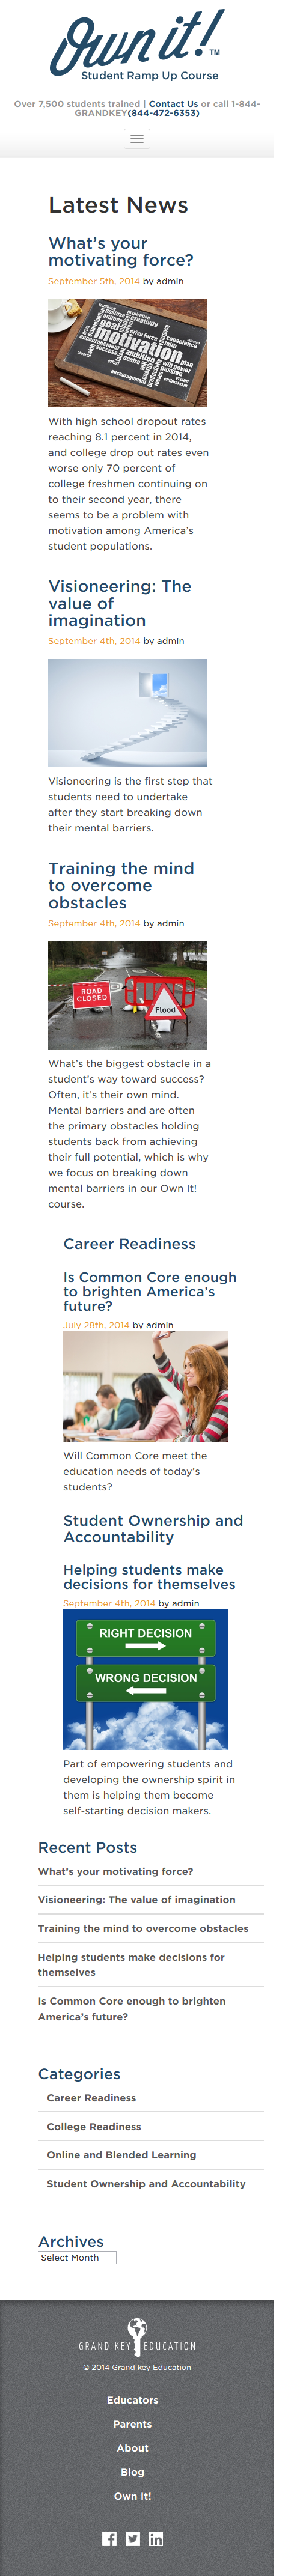 Own it!™
Student Ramp Up Course
Over 7,500 students trained | Contact Us or call 1-844-
GRANDKEY(844-472-6353)
Latest News
What's your
motivating force?
September 5th, 2014 by admin
motivation
With high school dropout rates
reaching 8.1 percent in 2014,
and college drop out rates even
worse only 70 percent of
college freshmen continuing on
to their second year, there
seems to be a problem with
motivation among America's
student populations.
Visioneering: The
value of
imagination
September 4th, 2014 by admin
Visioneering is the first step that
students need to undertake
after they start breaking down
their mental barriers.
Training the mind
to overcome
obstacles
September 4th, 2014 by admin
ROAD
CLOSED
Flood
What's the biggest obstacle in a
student's way toward success?
Often, it's their own mind.
Mental barriers and are often
the primary obstacles holding
students back from achieving
their full potential, which is why
we focus on breaking down
mental barriers in our Own It!
course.
Career Readiness
Is Common Core enough
to brighten America's
future?
July 28th, 2014 by admin
Will Common Core meet the
education needs of today's
students?
Student Ownership and
Accountability
Helping students make
decisions for themselves
September 4th, 2014 by admin
RIGHT DECISION
WRONG DECISION
Part of empowering students and
developing the ownership spirit in
them is helping them become
self-starting decision makers.
Recent Posts
What's your motivating force?
Visioneering: The value of imagination
Training the mind to overcome obstacles
Helping students make decisions for
themselves
Is Common Core enough to brighten
America's future?
Categories
Career Readiness
College Readiness
Online and Blended Learning
Student Ownership and Accountability
Archives
Select Month
GRAND KEY EDUCATION
© 2014 Grand key Education
Educators
Parents
About
Blog
Own It!